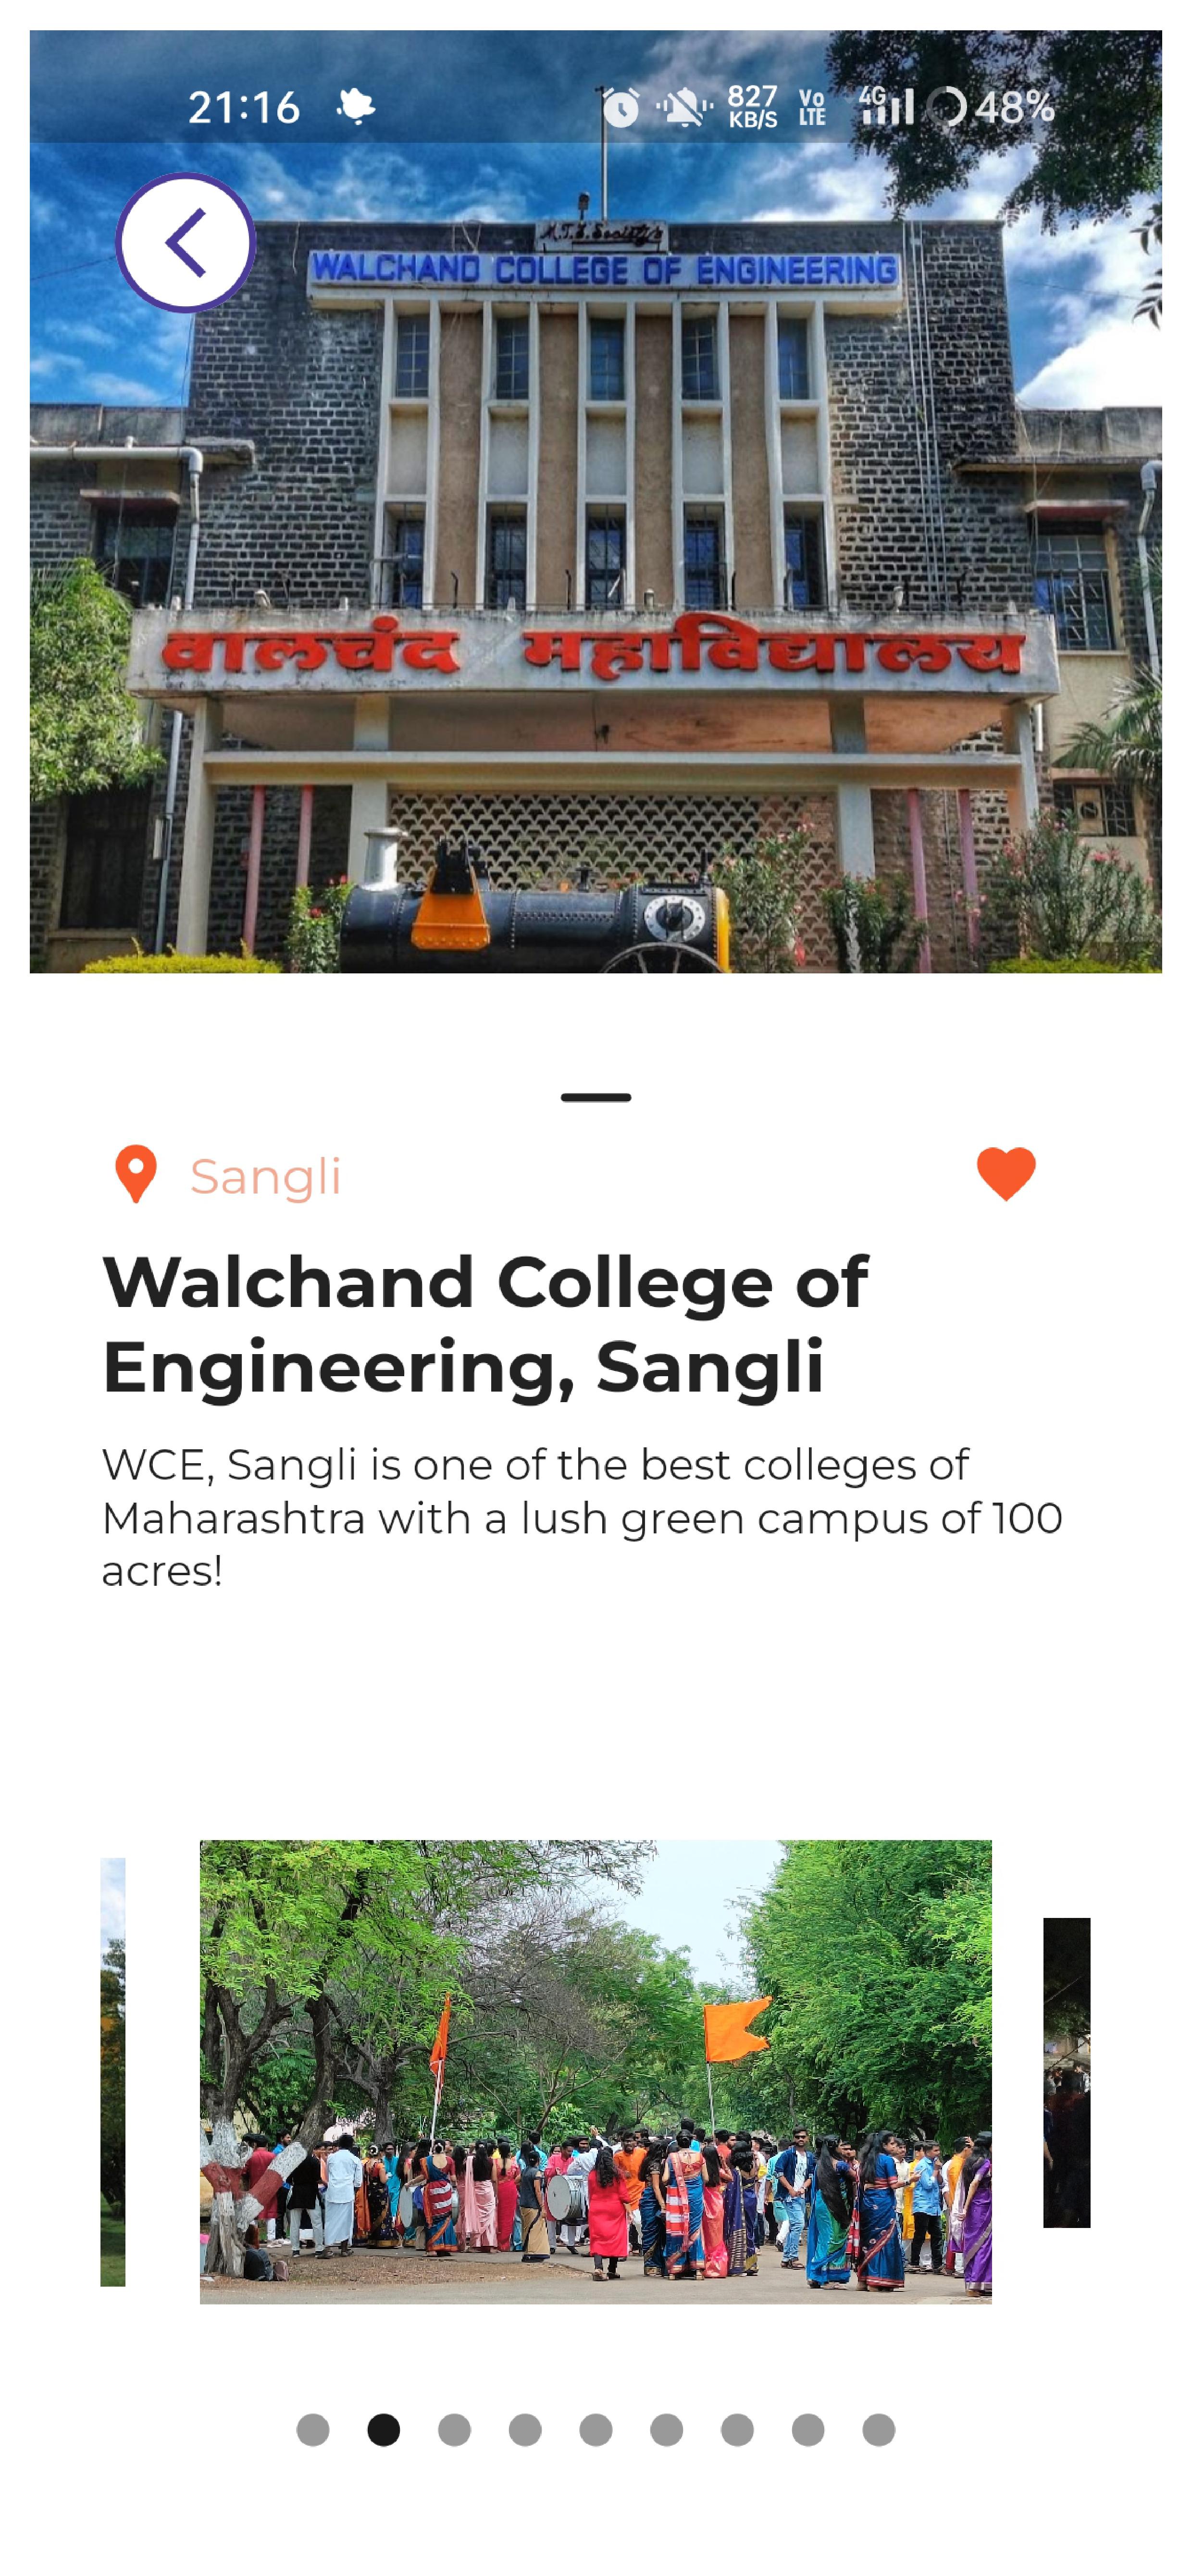 21:16
827
KB/S
Vo
LTE
4G
48%
M.T.E. Society's
WALCHAND COLLEGE OF ENGINEERING
वालचंद महाविद्यालय
Sangli
Walchand College of
Engineering, Sangli
WCE, Sangli is one of the best colleges of
Maharashtra with a lush green campus of 100
acres!